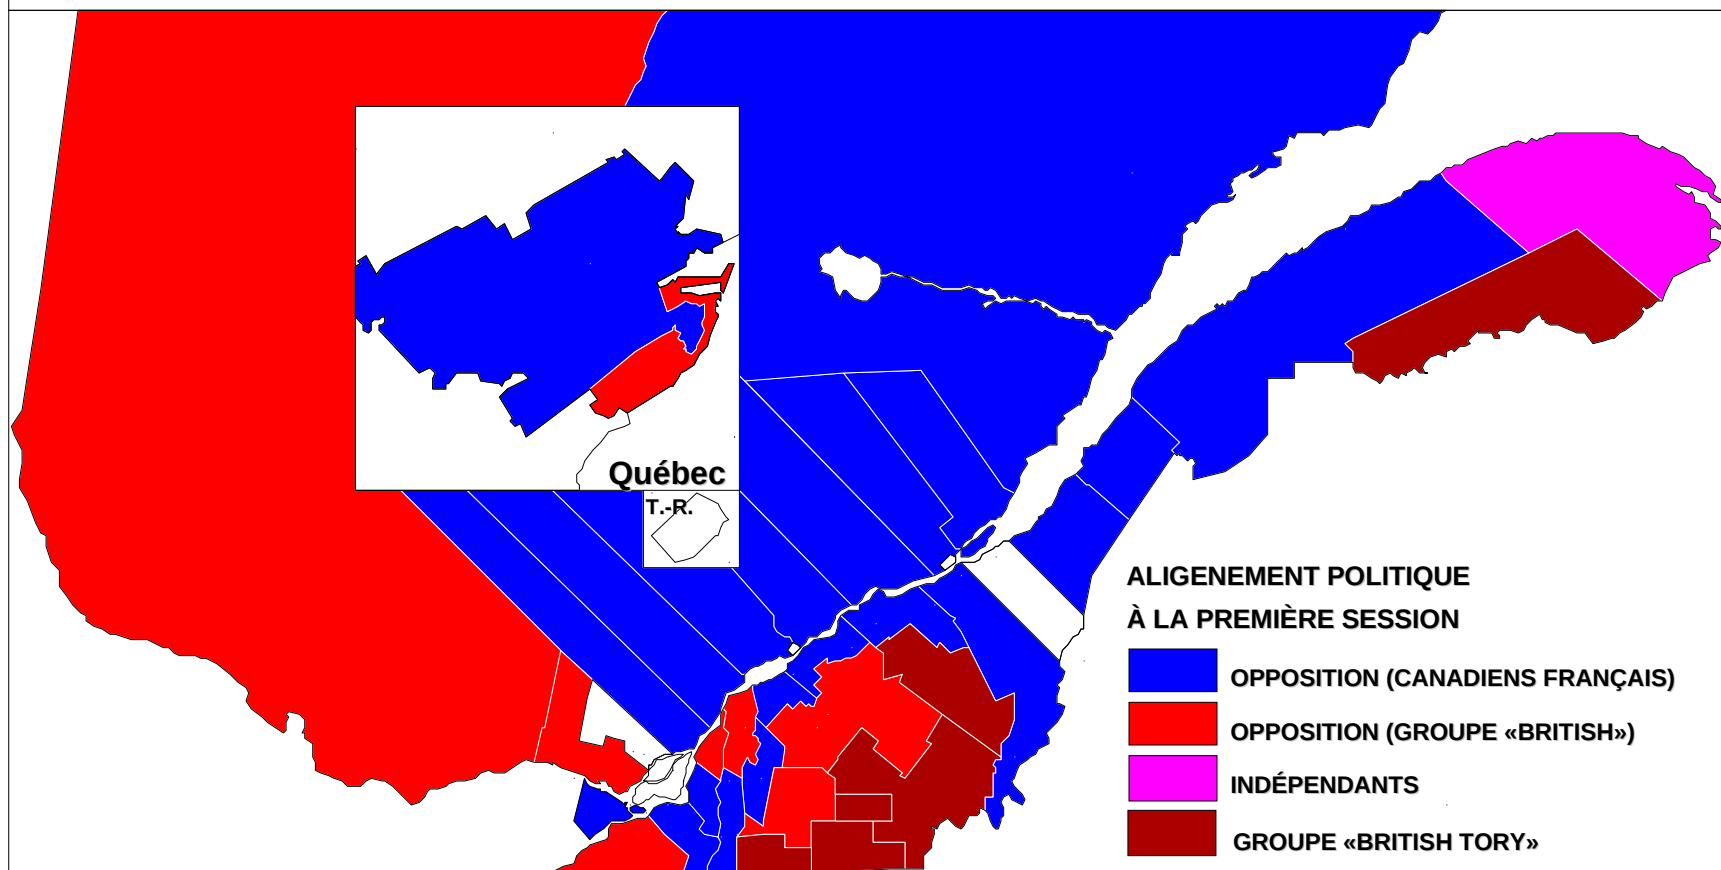 Québec
T.-R.
ALIGENEMENT POLITIQUE
À LA PREMIÈRE SESSION
OPPOSITION (CANADIENS FRANÇAIS)
OPPOSITION (GROUPE «BRITISH»)
INDÉPENDANTS
GROUPE «BRITISH TORY»